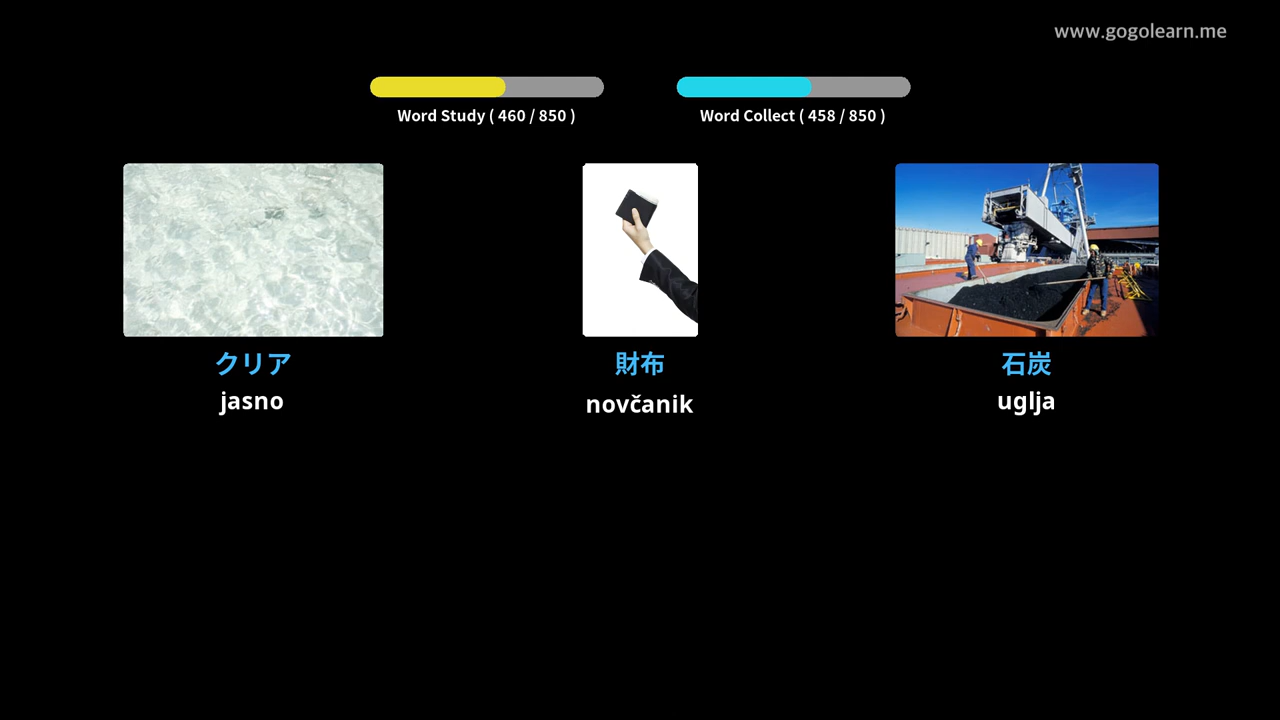 www.gogolearn.me
Word Study ( 460 / 850 )
Word Collect ( 458 / 850 )
クリア
jasno
財布
novčanik
石炭
uglja